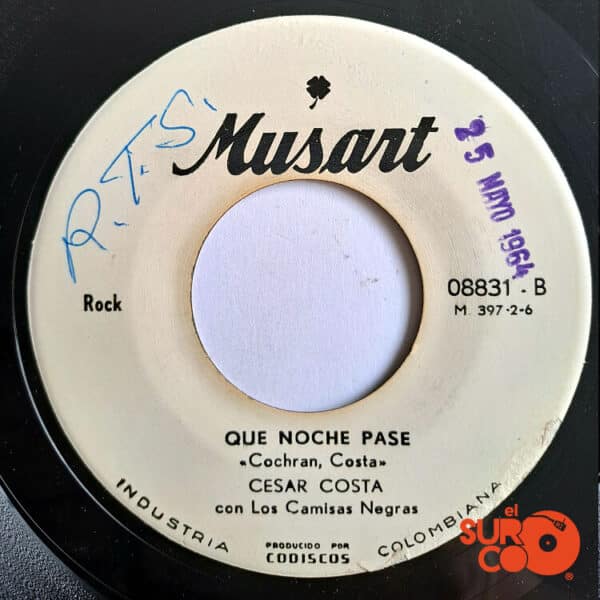 R.T.S.
Musart
25 MAYO 1964
Rock
08831 - B
M. 397-2-6
QUE NOCHE PASE
«Cochran, Costa»
CESAR COSTA
con Los Camisas Negras
INDUSTRIA COLOMBIANA
PRODUCIDO POR
CODISCOS
el
SURCO
®